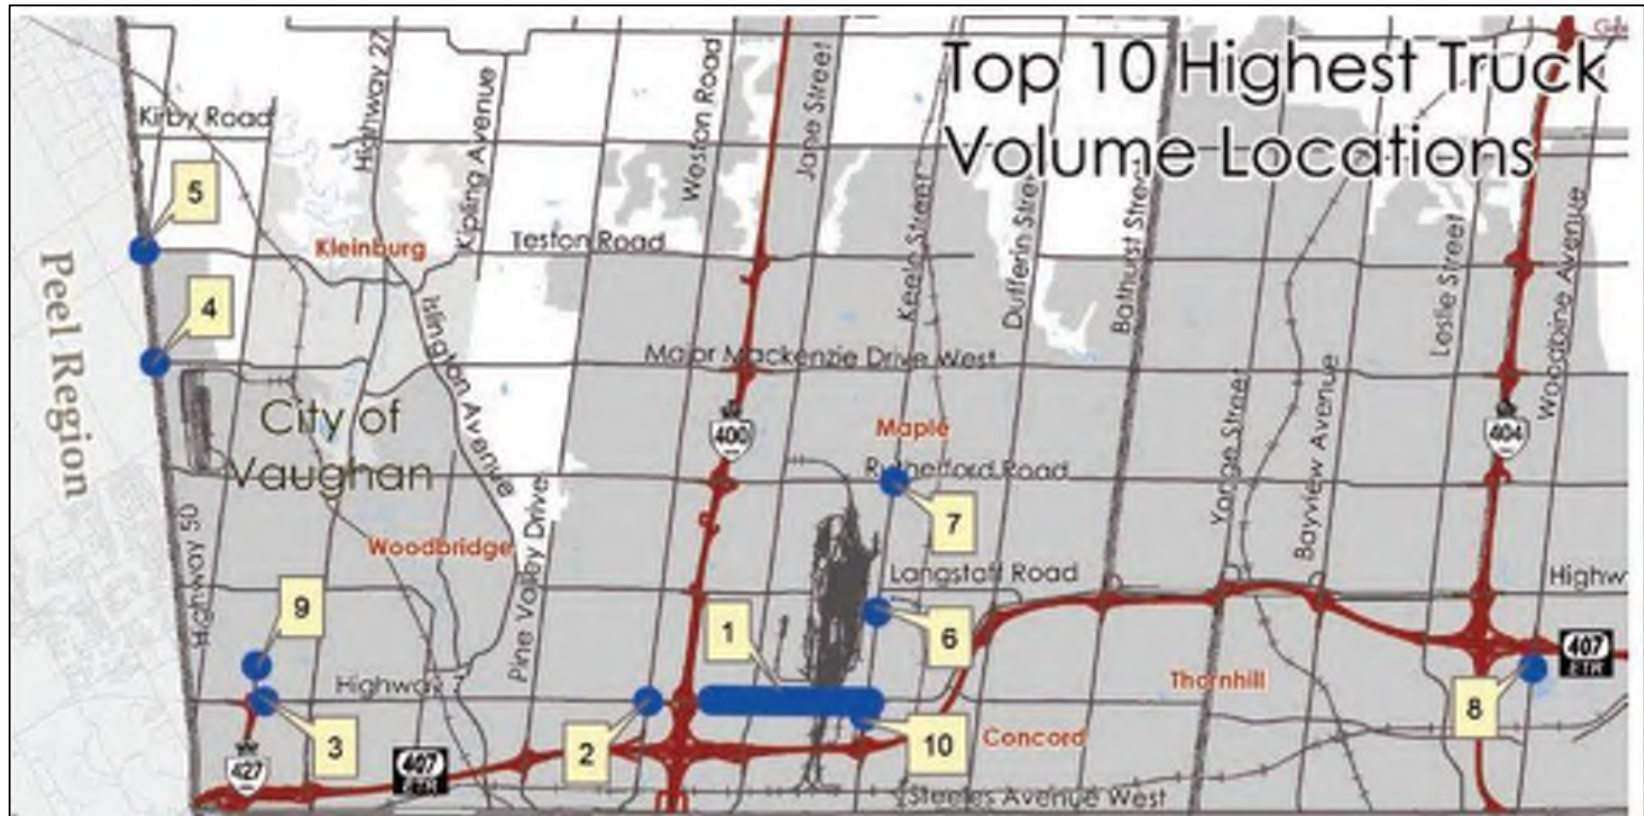 Top 10 Highest Truck
Volume Locations
Kirby Road
Highway 27
Kipling Avenue
Weston Road
Jane Street
Keele Street
Dufferin Street
Bathurst Street
Leslie Street
Woodbine Avenue
5
Kleinburg
Teston Road
Peel Region
4
Islington Avenue
Major Mackenzie Drive West
City of
Vaughan
400
Maple
404
Yonge Street
Bayview Avenue
Rutherford Road
7
Highway 50
Woodbridge
Pine Valley Drive
Langstaff Road
Highw
9
1
6
407
ETR
Highway 7
Thornhill
8
3
2
10
Concord
427
407
ETR
Steeles Avenue West